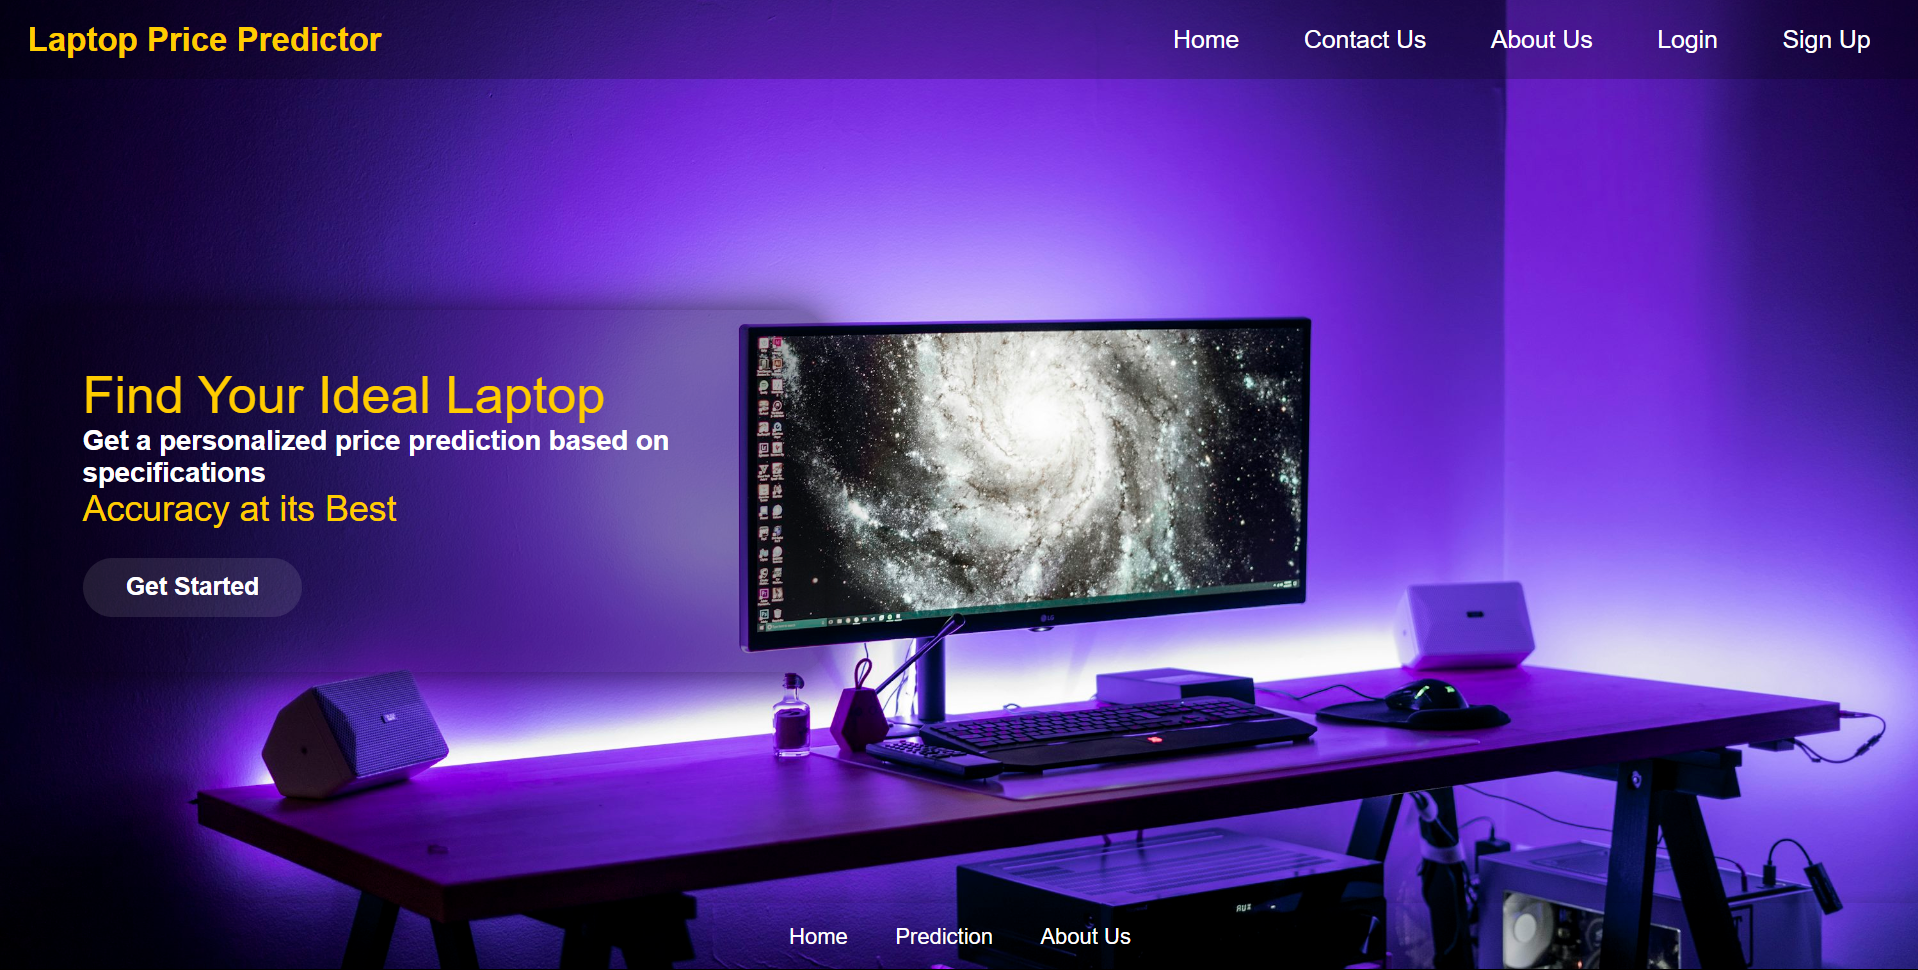 Laptop Price Predictor
Home Contact Us About Us Login Sign Up
Find Your Ideal Laptop
Get a personalized price prediction based on
specifications
Accuracy at its Best
Get Started
LG
Home Prediction About Us